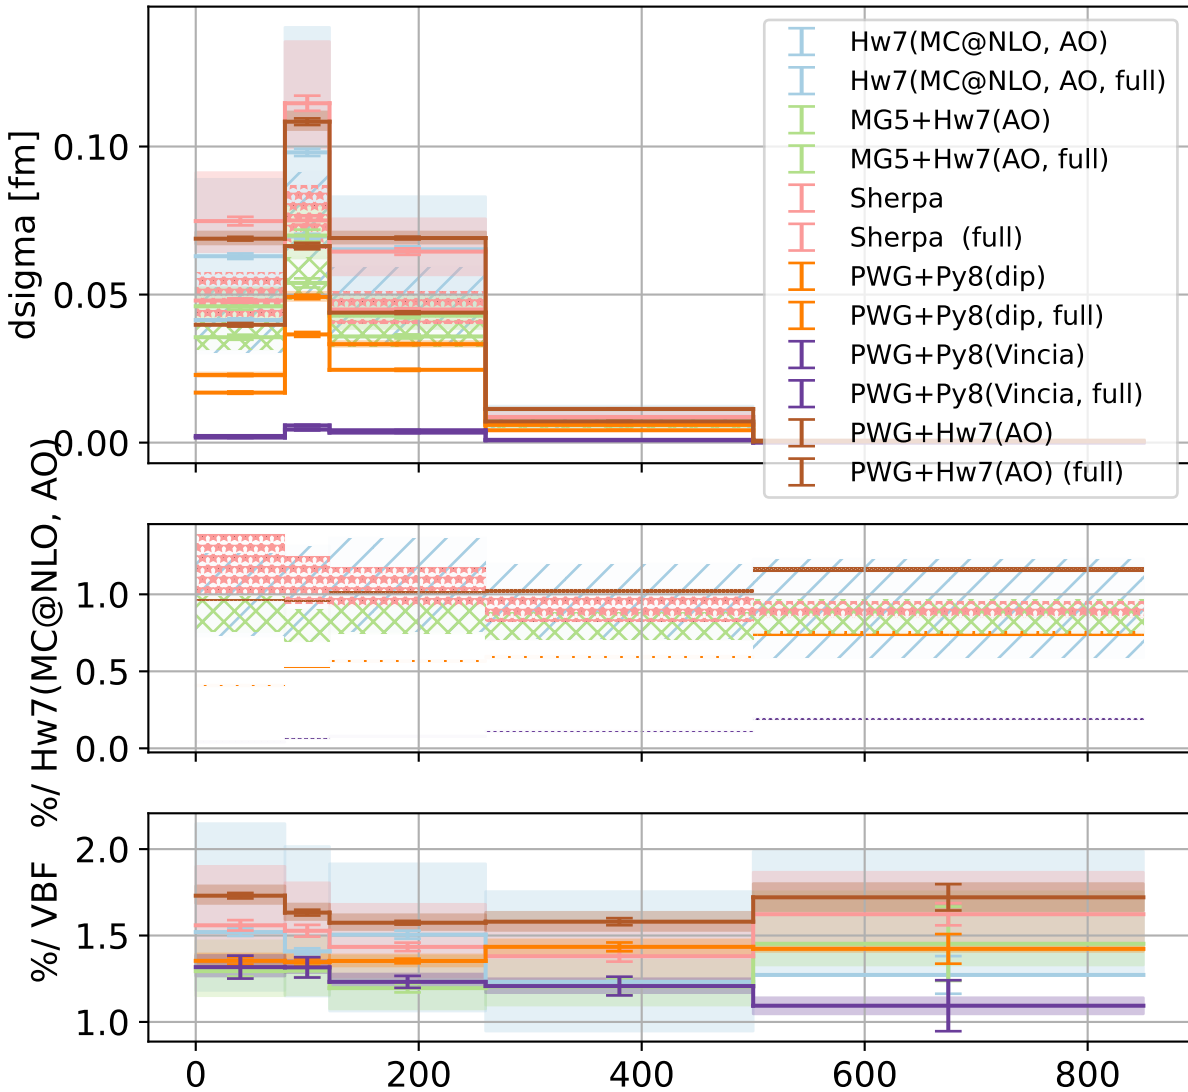 dsigma [fm]
0.10
0.05
0.00
Hw7(MC@NLO, AO)
Hw7(MC@NLO, AO, full)
MG5+Hw7(AO)
MG5+Hw7(AO, full)
Sherpa
Sherpa  (full)
PWG+Py8(dip)
PWG+Py8(dip, full)
PWG+Py8(Vincia)
PWG+Py8(Vincia, full)
PWG+Hw7(AO)
PWG+Hw7(AO) (full)
%/ Hw7(MC@NLO, AO)
1.0
0.5
0.0
%/ VBF
2.0
1.5
1.0
0
200
400
600
800